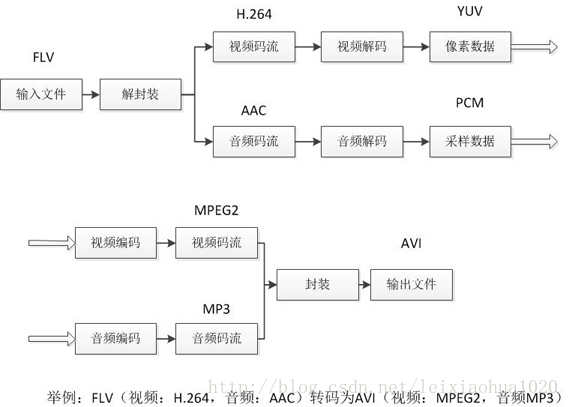 H.264
YUV
FLV
视频码流
视频解码
像素数据
输入文件
解封装
AAC
PCM
音频码流
音频解码
采样数据
MPEG2
视频编码
视频码流
AVI
封装
输出文件
MP3
音频编码
音频码流
http://blog.csdn.net/leixiaohua1020
举例：FLV（视频：H.264，音频：AAC）转码为AVI（视频：MPEG2，音频MP3）